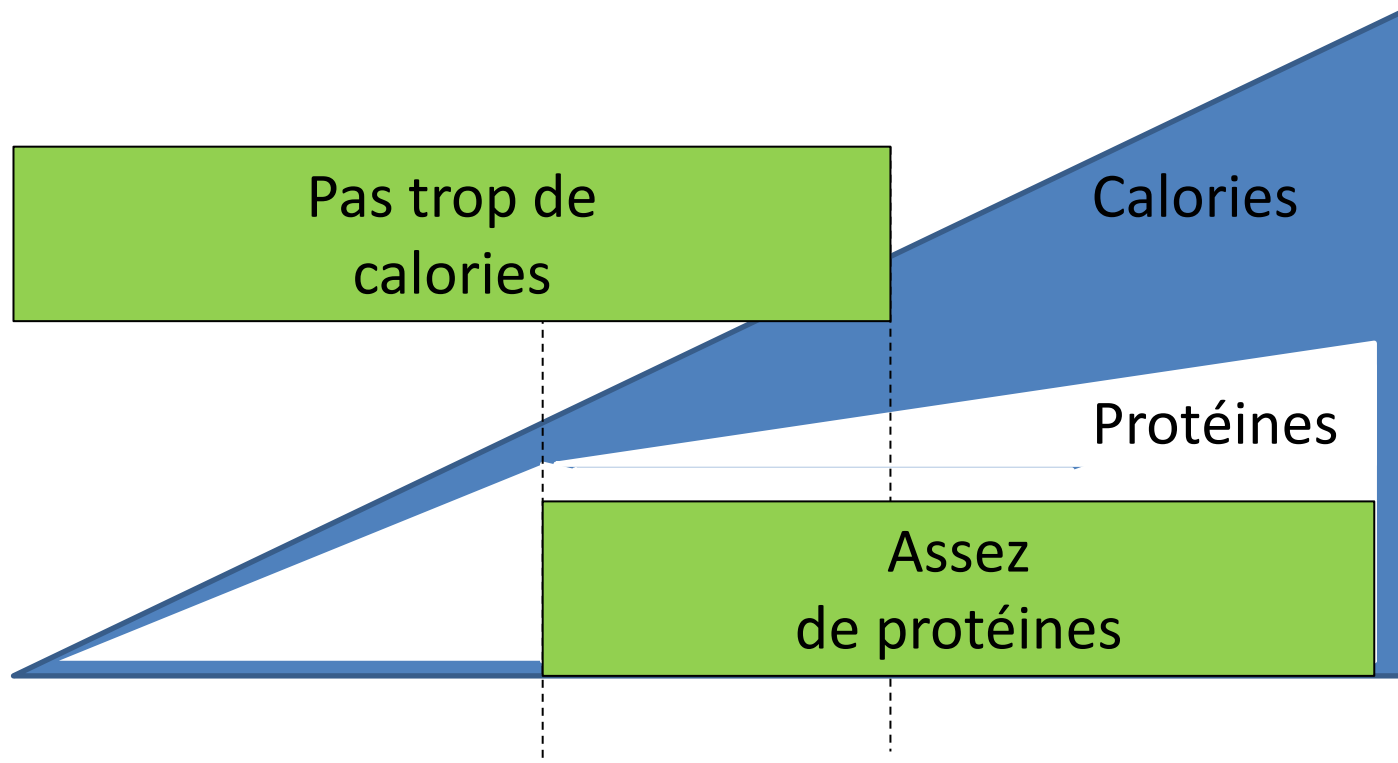 Pas trop de
calories
Calories
Protéines
Assez
de protéines